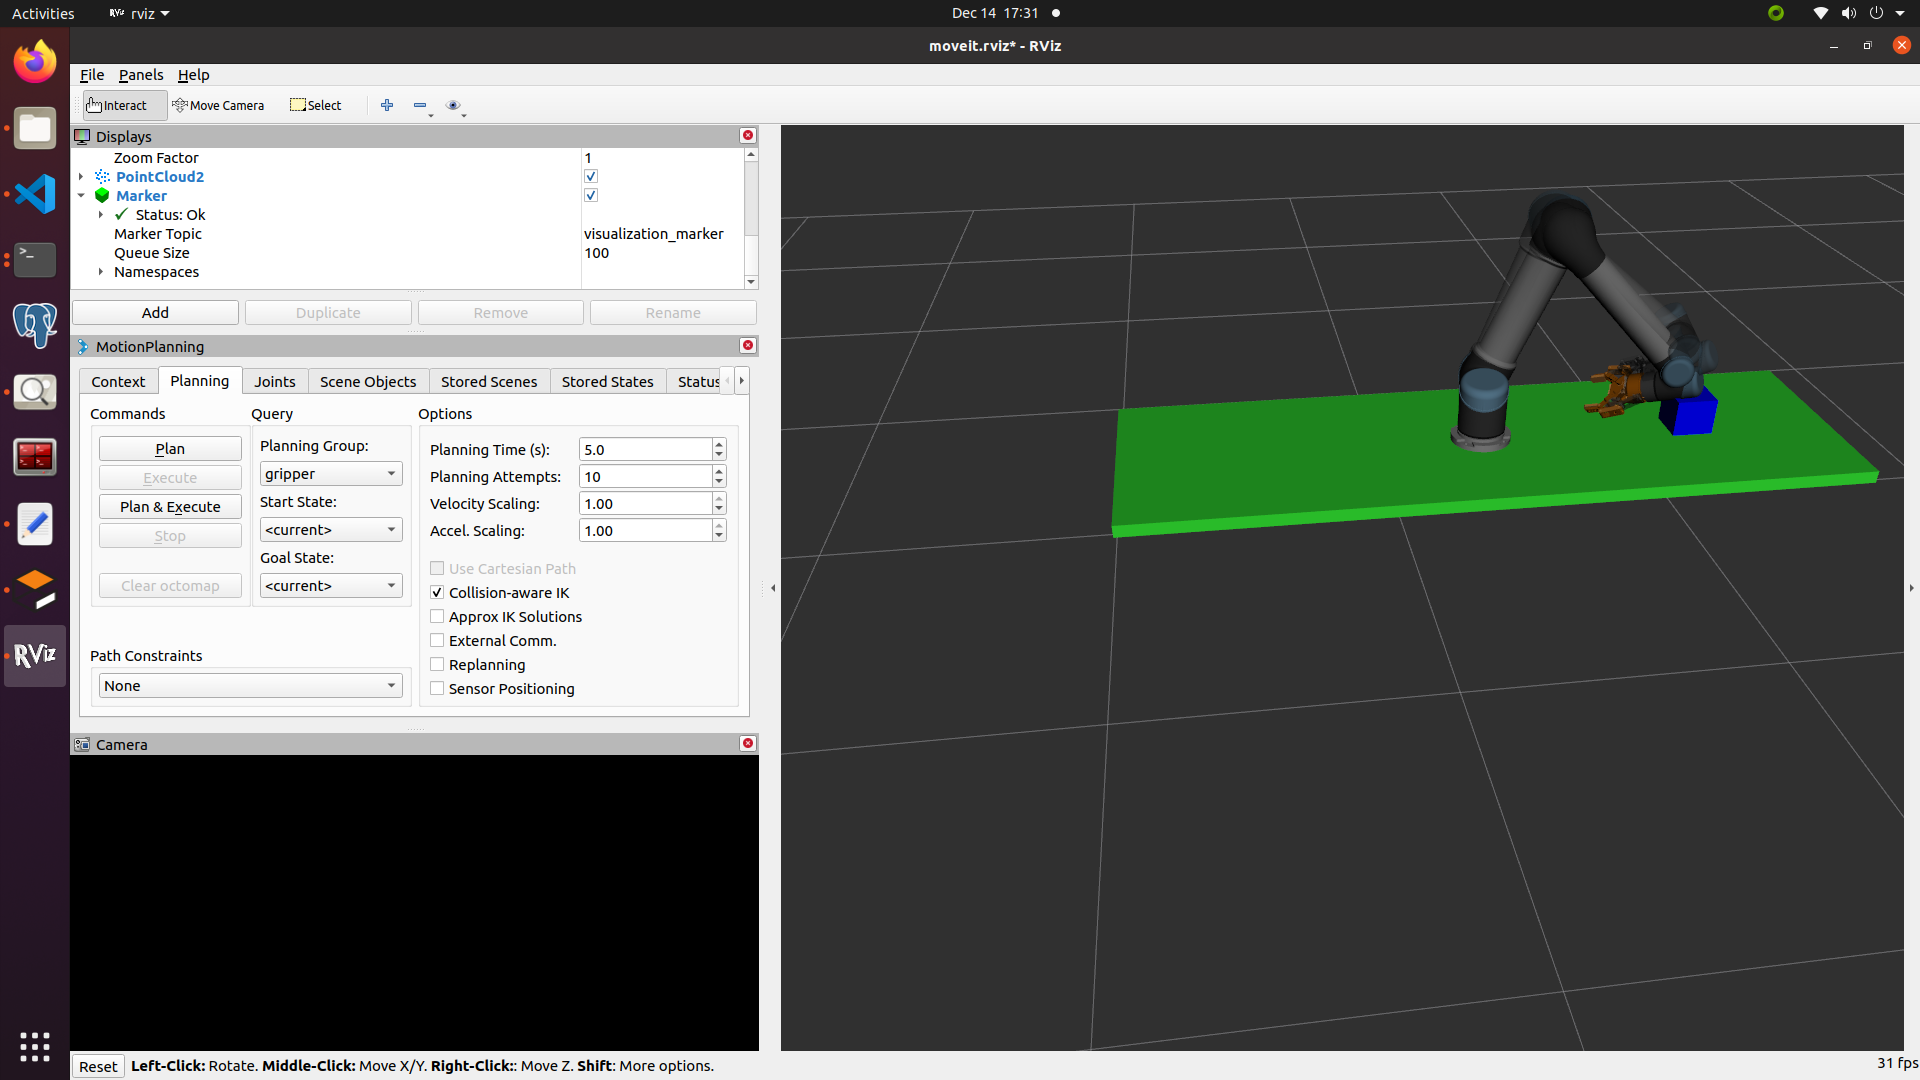 Activities
RViz rviz
Dec 14 17:31
moveit.rviz* - RViz
File Panels Help
Interact Move Camera Select
Displays
Zoom Factor 1
PointCloud2
Marker
Status: Ok
Marker Topic visualization_marker
Queue Size 100
Namespaces
Add Duplicate Remove Rename
MotionPlanning
Context Planning Joints Scene Objects Stored Scenes Stored States Status
Commands Query Options
Plan
Execute
Plan & Execute
Stop
Clear octomap
Planning Group:
gripper
Start State:
<current>
Goal State:
<current>
Planning Time (s): 5.0
Planning Attempts: 10
Velocity Scaling: 1.00
Accel. Scaling: 1.00
Use Cartesian Path
Collision-aware IK
Approx IK Solutions
External Comm.
Replanning
Sensor Positioning
Path Constraints
None
Camera
RViz
Reset Left-Click: Rotate. Middle-Click: Move X/Y. Right-Click:: Move Z. Shift: More options.
31 fps